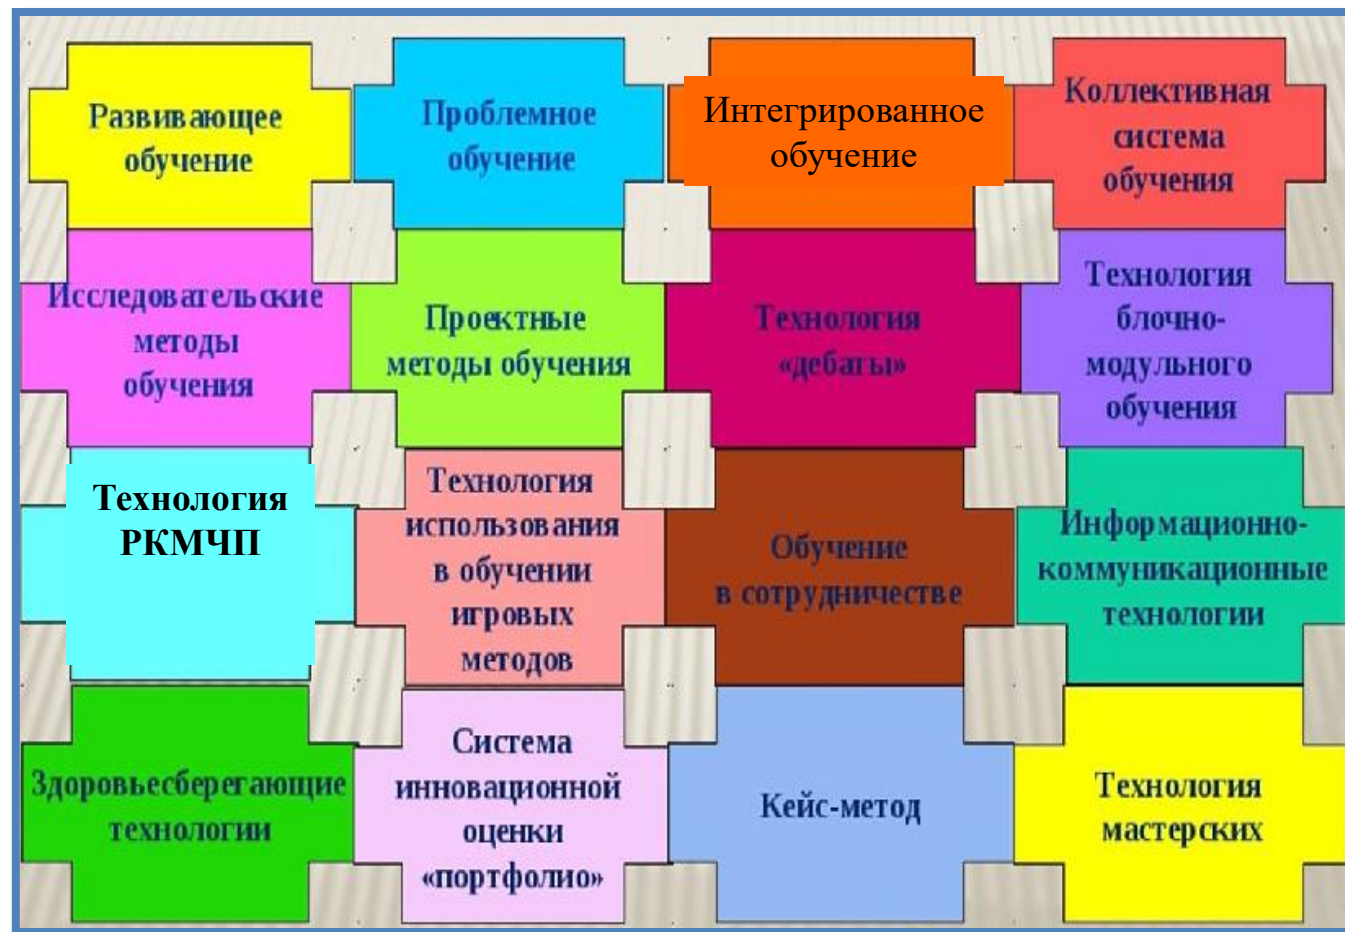 Развивающее
обучение
Проблемное
обучение
Интегрированное
обучение
Коллективная
система
обучения
Исследовательские
методы
обучения
Проектные
методы обучения
Технология
«дебаты»
Технология
блочно-
модульного
обучения
Технология
РКМЧП
Технология
использования
в обучении
игровых
методов
Обучение
в сотрудничестве
Информационно-
коммуникационные
технологии
Здоровьесберегающие
технологии
Система
инновационной
оценки
«портфолио»
Кейс-метод
Технология
мастерских